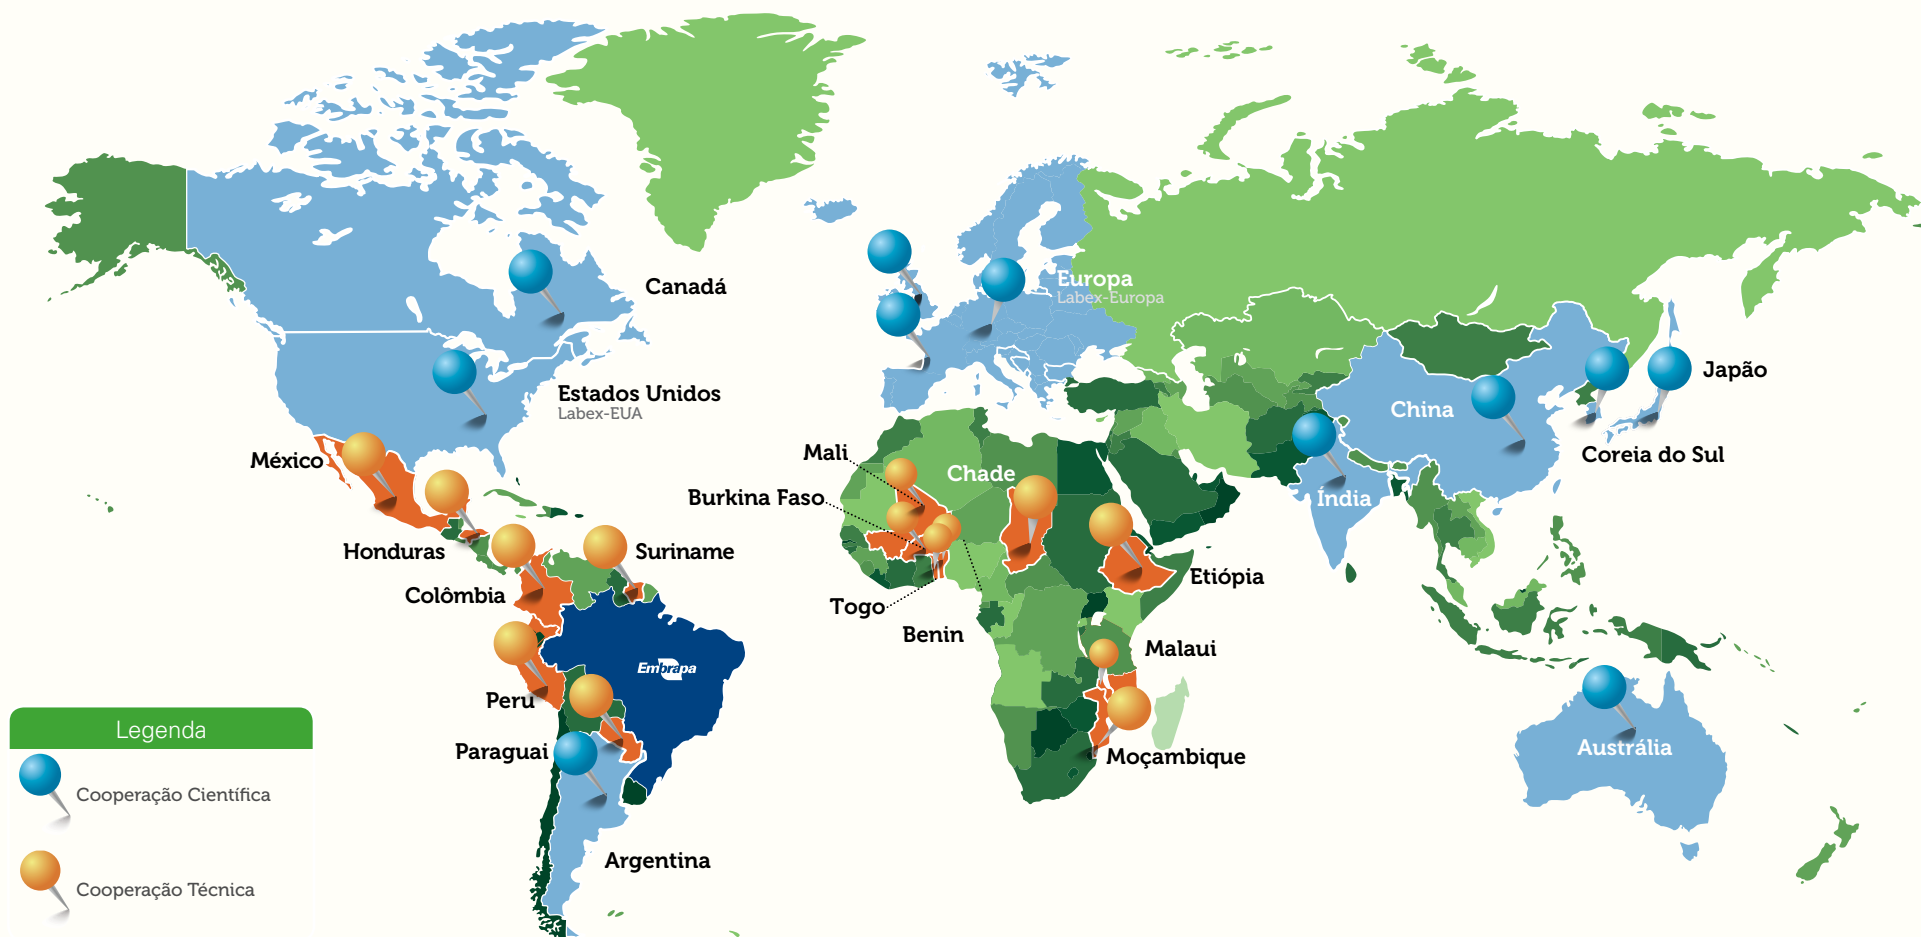 Canadá
Estados Unidos
Labex-EUA
México
Honduras
Colômbia
Suriname
Peru
Embrapa
Paraguai
Argentina
Europa
Labex-Europa
Mali
Burkina Faso
Chade
Togo
Benin
Etiópia
Malaui
Moçambique
Índia
China
Japão
Coreia do Sul
Austrália
Legenda
Cooperação Científica
Cooperação Técnica